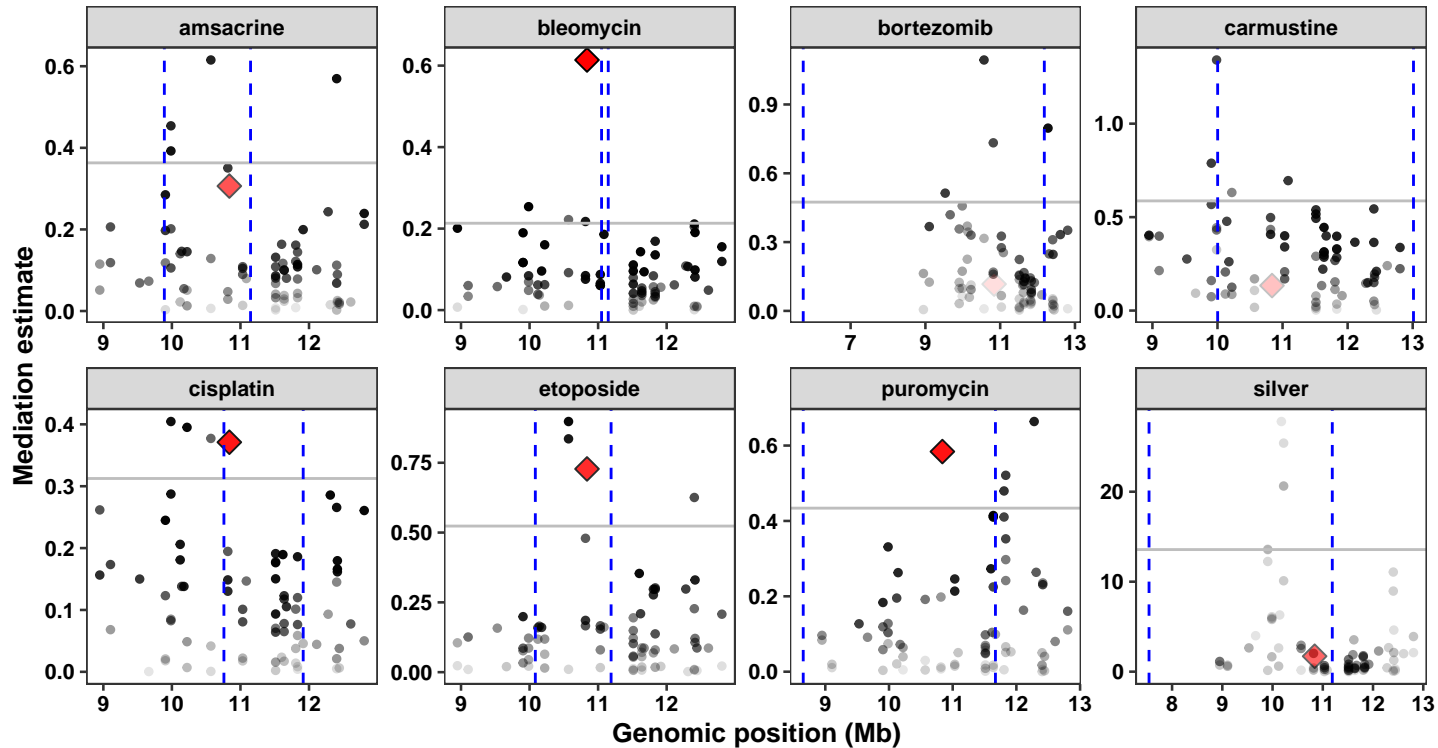 amsacrine bleomycin bortezomib carmustine
0.6 0.4 0.2 0.0
9 10 11 12
0.6 0.4 0.2 0.0
9 10 11 12
0.9 0.6 0.3 0.0
7 9 11 13
1.0 0.5 0.0
9 10 11 12 13
Mediation estimate
cisplatin etoposide puromycin silver
0.4 0.3 0.2 0.1 0.0
9 10 11 12
0.75 0.50 0.25 0.00
9 10 11 12
0.6 0.4 0.2 0.0
9 10 11 12 13
20 10 0
8 9 10 11 12 13
Genomic position (Mb)